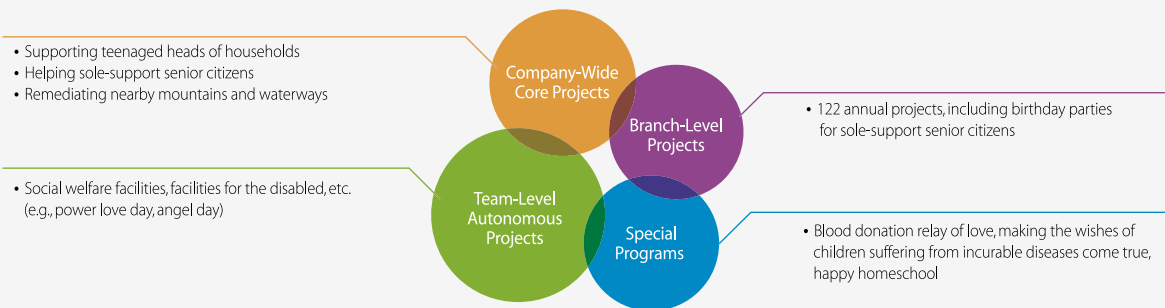 Company-Wide
Core Projects
• Supporting teenaged heads of households
• Helping sole-support senior citizens
• Remediating nearby mountains and waterways
Branch-Level
Projects
• 122 annual projects, including birthday parties
for sole-support senior citizens
Team-Level
Autonomous
Projects
• Social welfare facilities, facilities for the disabled, etc.
(e.g., power love day, angel day)
Special
Programs
• Blood donation relay of love, making the wishes of
children suffering from incurable diseases come true,
happy homeschool